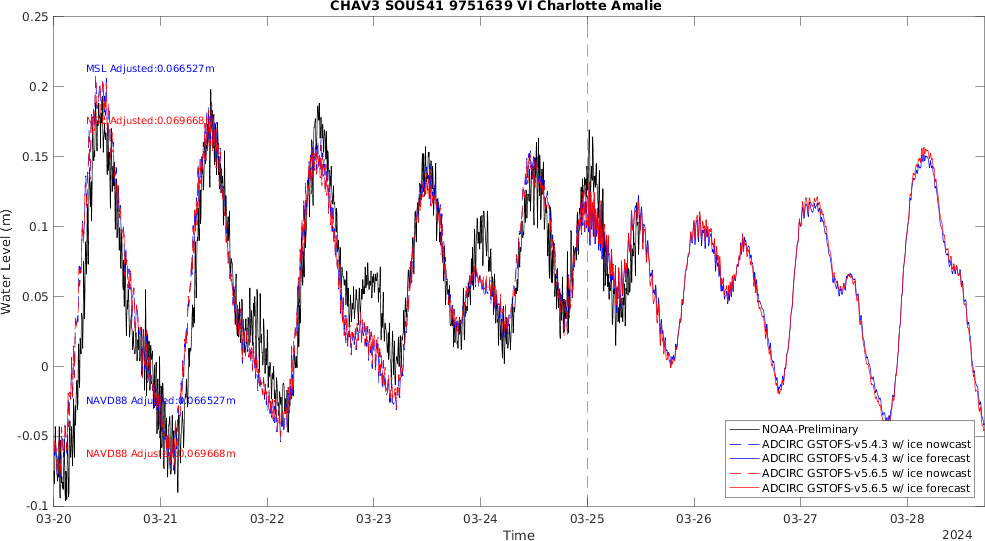 CHAV3 SOUS41 9751639 VI Charlotte Amalie
0.25
0.2
0.15
0.1
0.05
0
-0.05
-0.1
Water Level (m)
MSL Adjusted:0.066527m
Adjusted:0.069668
NAVD88 Adjusted:0.066527m
NAVD88 Adjusted:0.069668m
NOAA-Preliminary
ADCIRC GSTOFS-v5.4.3 w/ ice nowcast
ADCIRC GSTOFS-v5.4.3 w/ ice forecast
ADCIRC GSTOFS-v5.6.5 w/ ice nowcast
ADCIRC GSTOFS-v5.6.5 w/ ice forecast
03-20 03-21 03-22 03-23 03-24 03-25 03-26 03-27 03-28
Time
2024